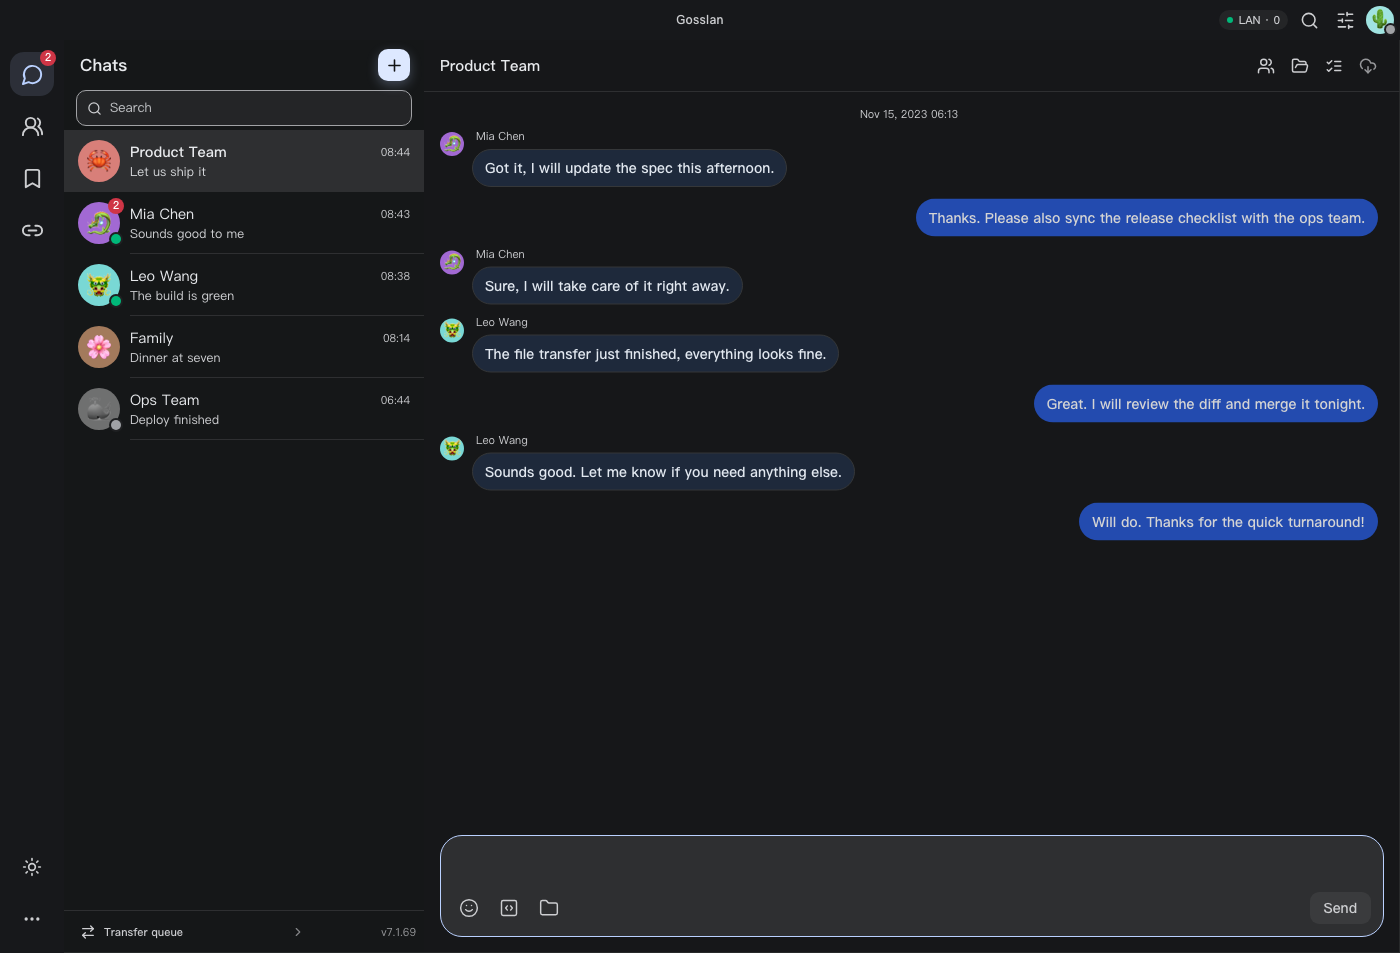 Gosslan
LAN · 0
2
Chats
Search
Product Team
08:44
Let us ship it
2
Mia Chen
08:43
Sounds good to me
Leo Wang
08:38
The build is green
Family
08:14
Dinner at seven
Ops Team
06:44
Deploy finished
Transfer queue
v7.1.69
Product Team
Nov 15, 2023 06:13
Mia Chen
Got it, I will update the spec this afternoon.
Thanks. Please also sync the release checklist with the ops team.
Mia Chen
Sure, I will take care of it right away.
Leo Wang
The file transfer just finished, everything looks fine.
Great. I will review the diff and merge it tonight.
Leo Wang
Sounds good. Let me know if you need anything else.
Will do. Thanks for the quick turnaround!
Send